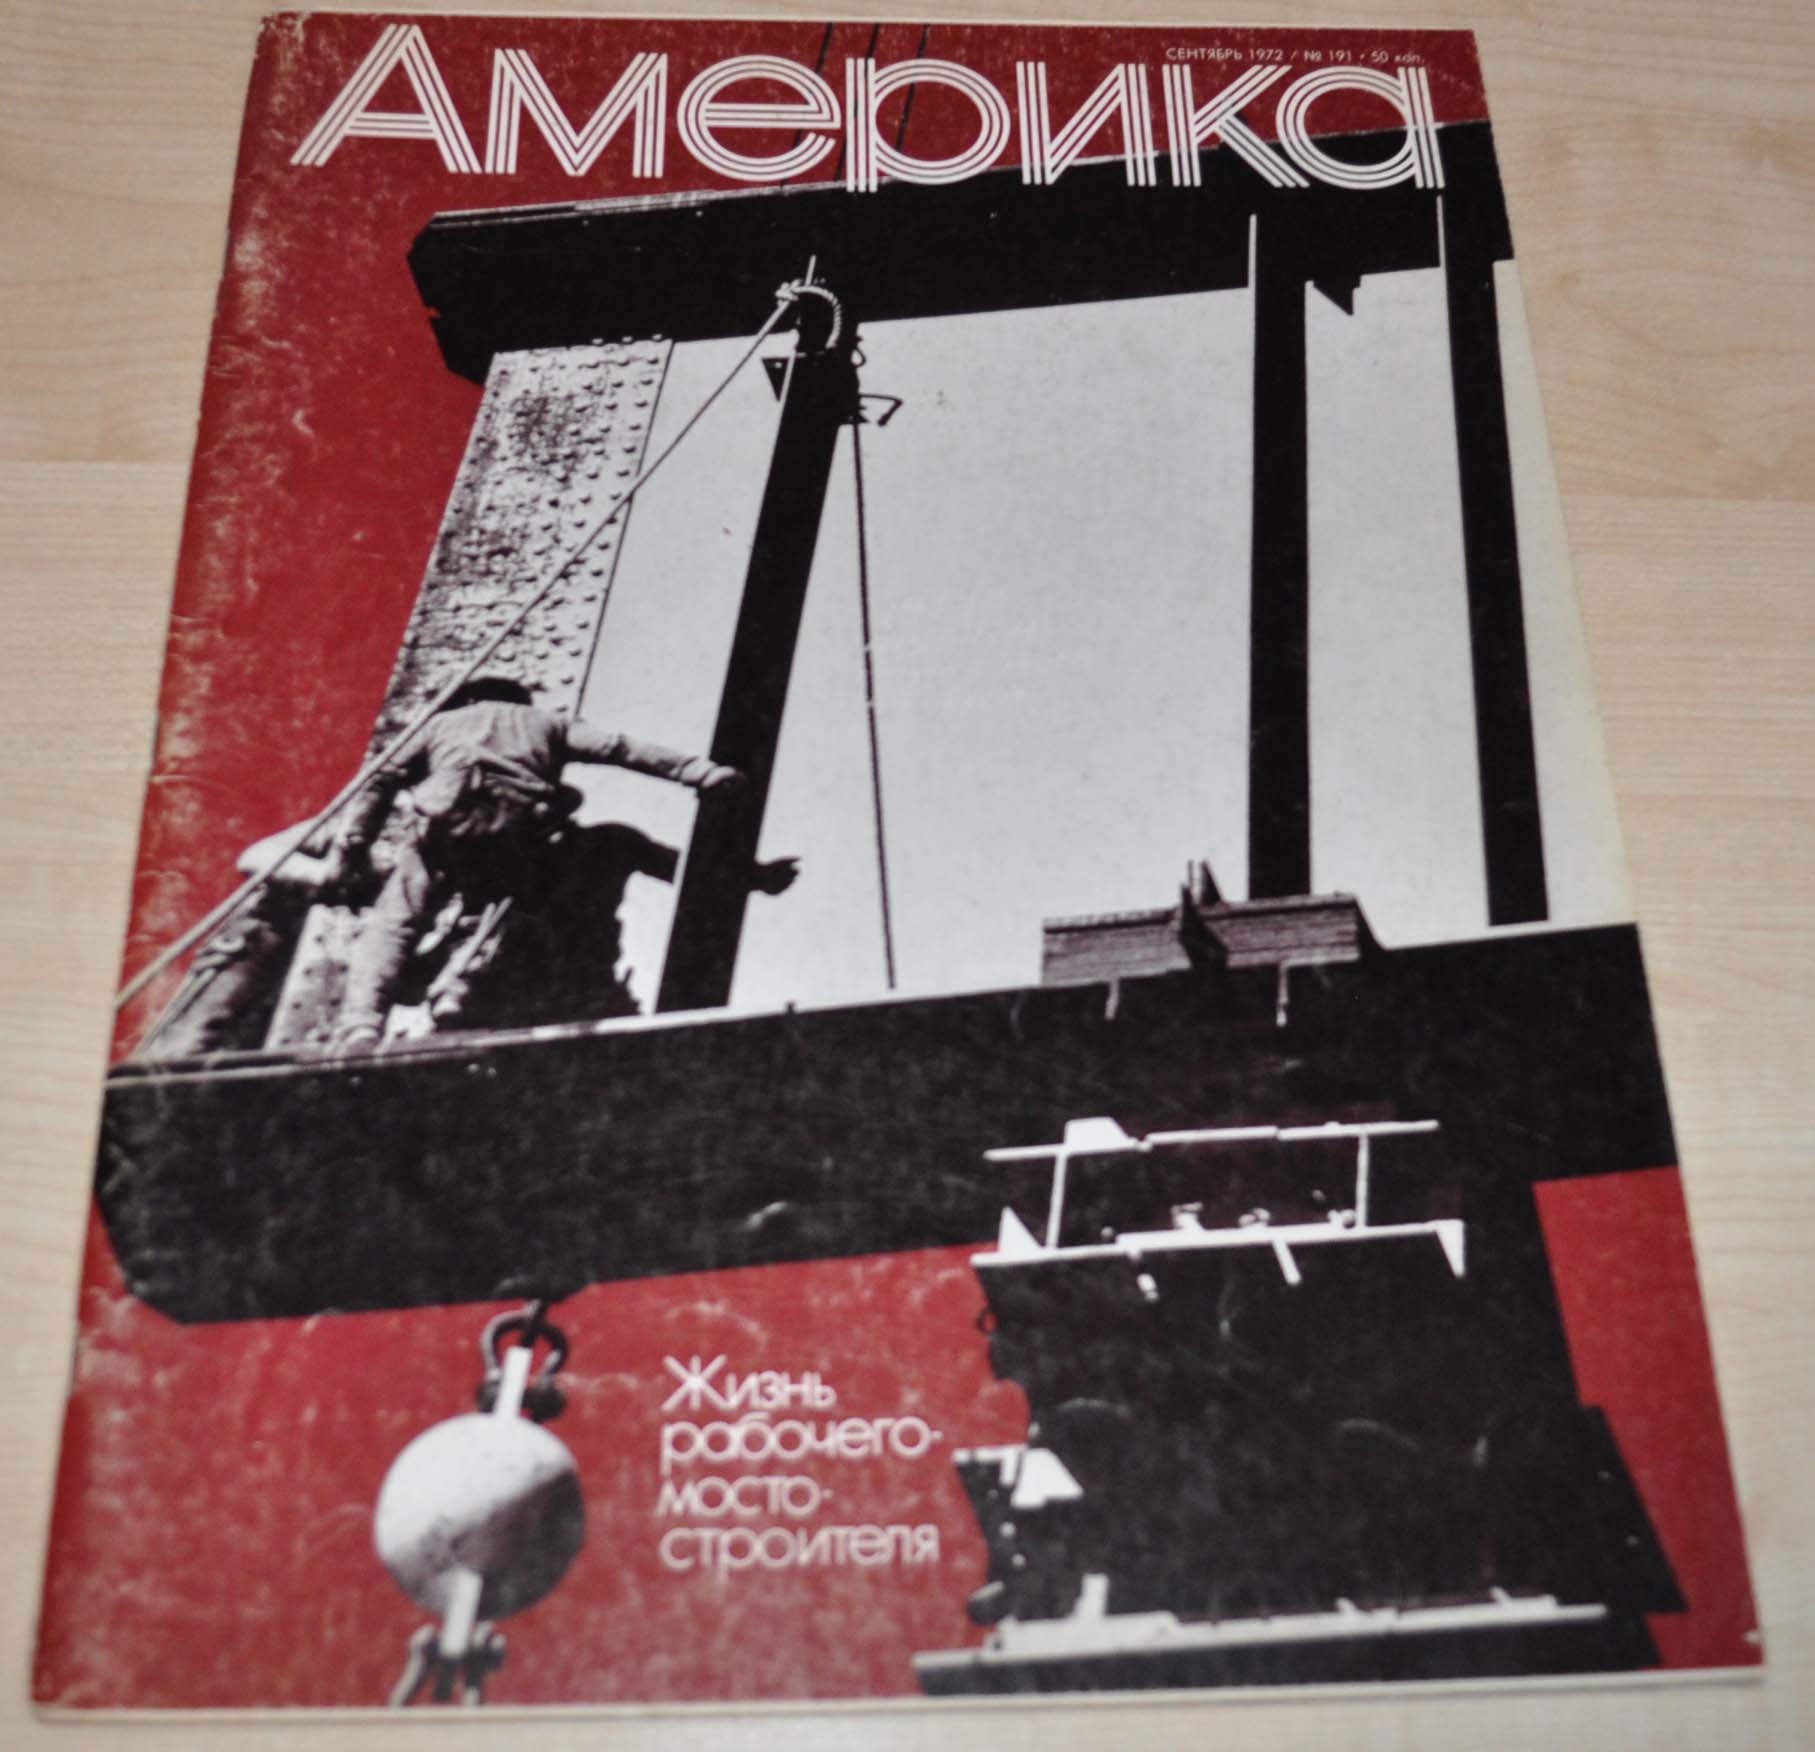 СЕНТЯБРЬ 1972 / № 191 • 50 коп.
Америка
Жизнь
рабочего-
мосто-
строителя